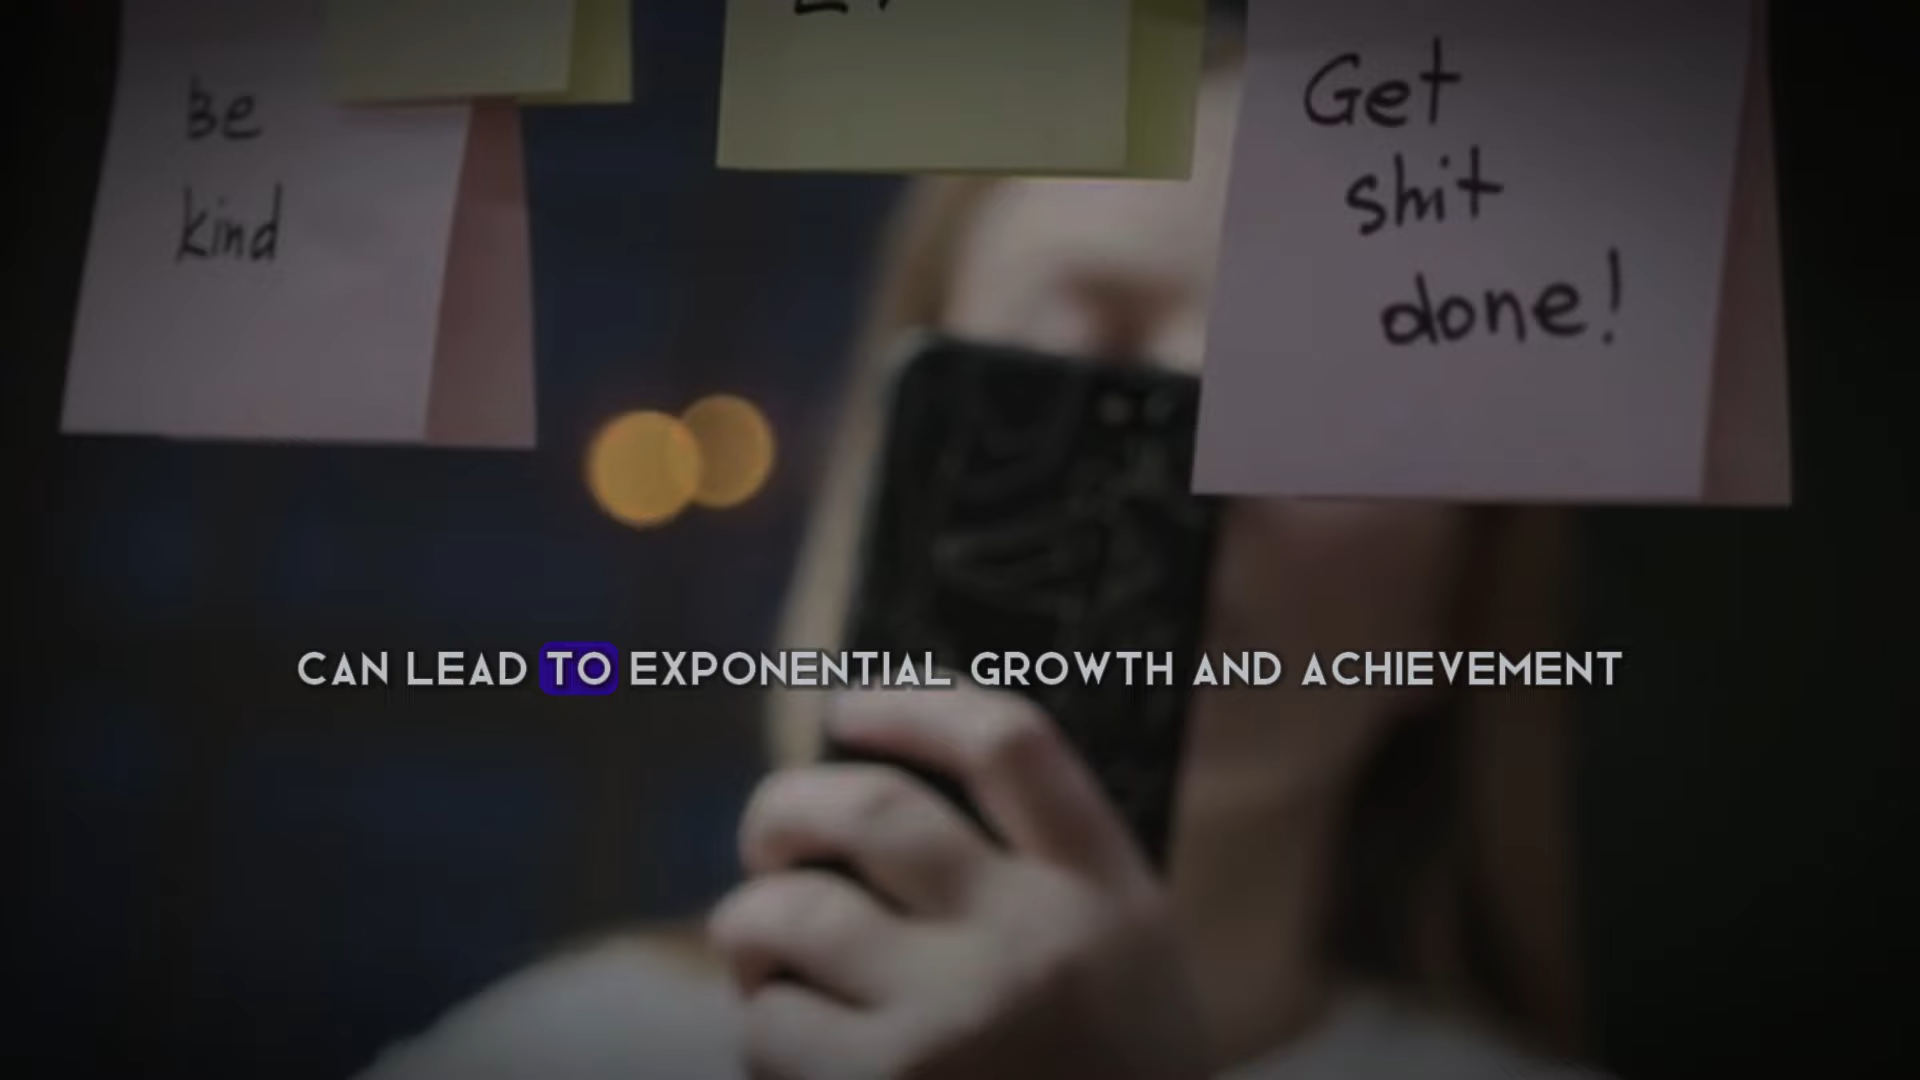 be
kind
Get
shit
done!
CAN LEAD TO EXPONENTIAL GROWTH AND ACHIEVEMENT